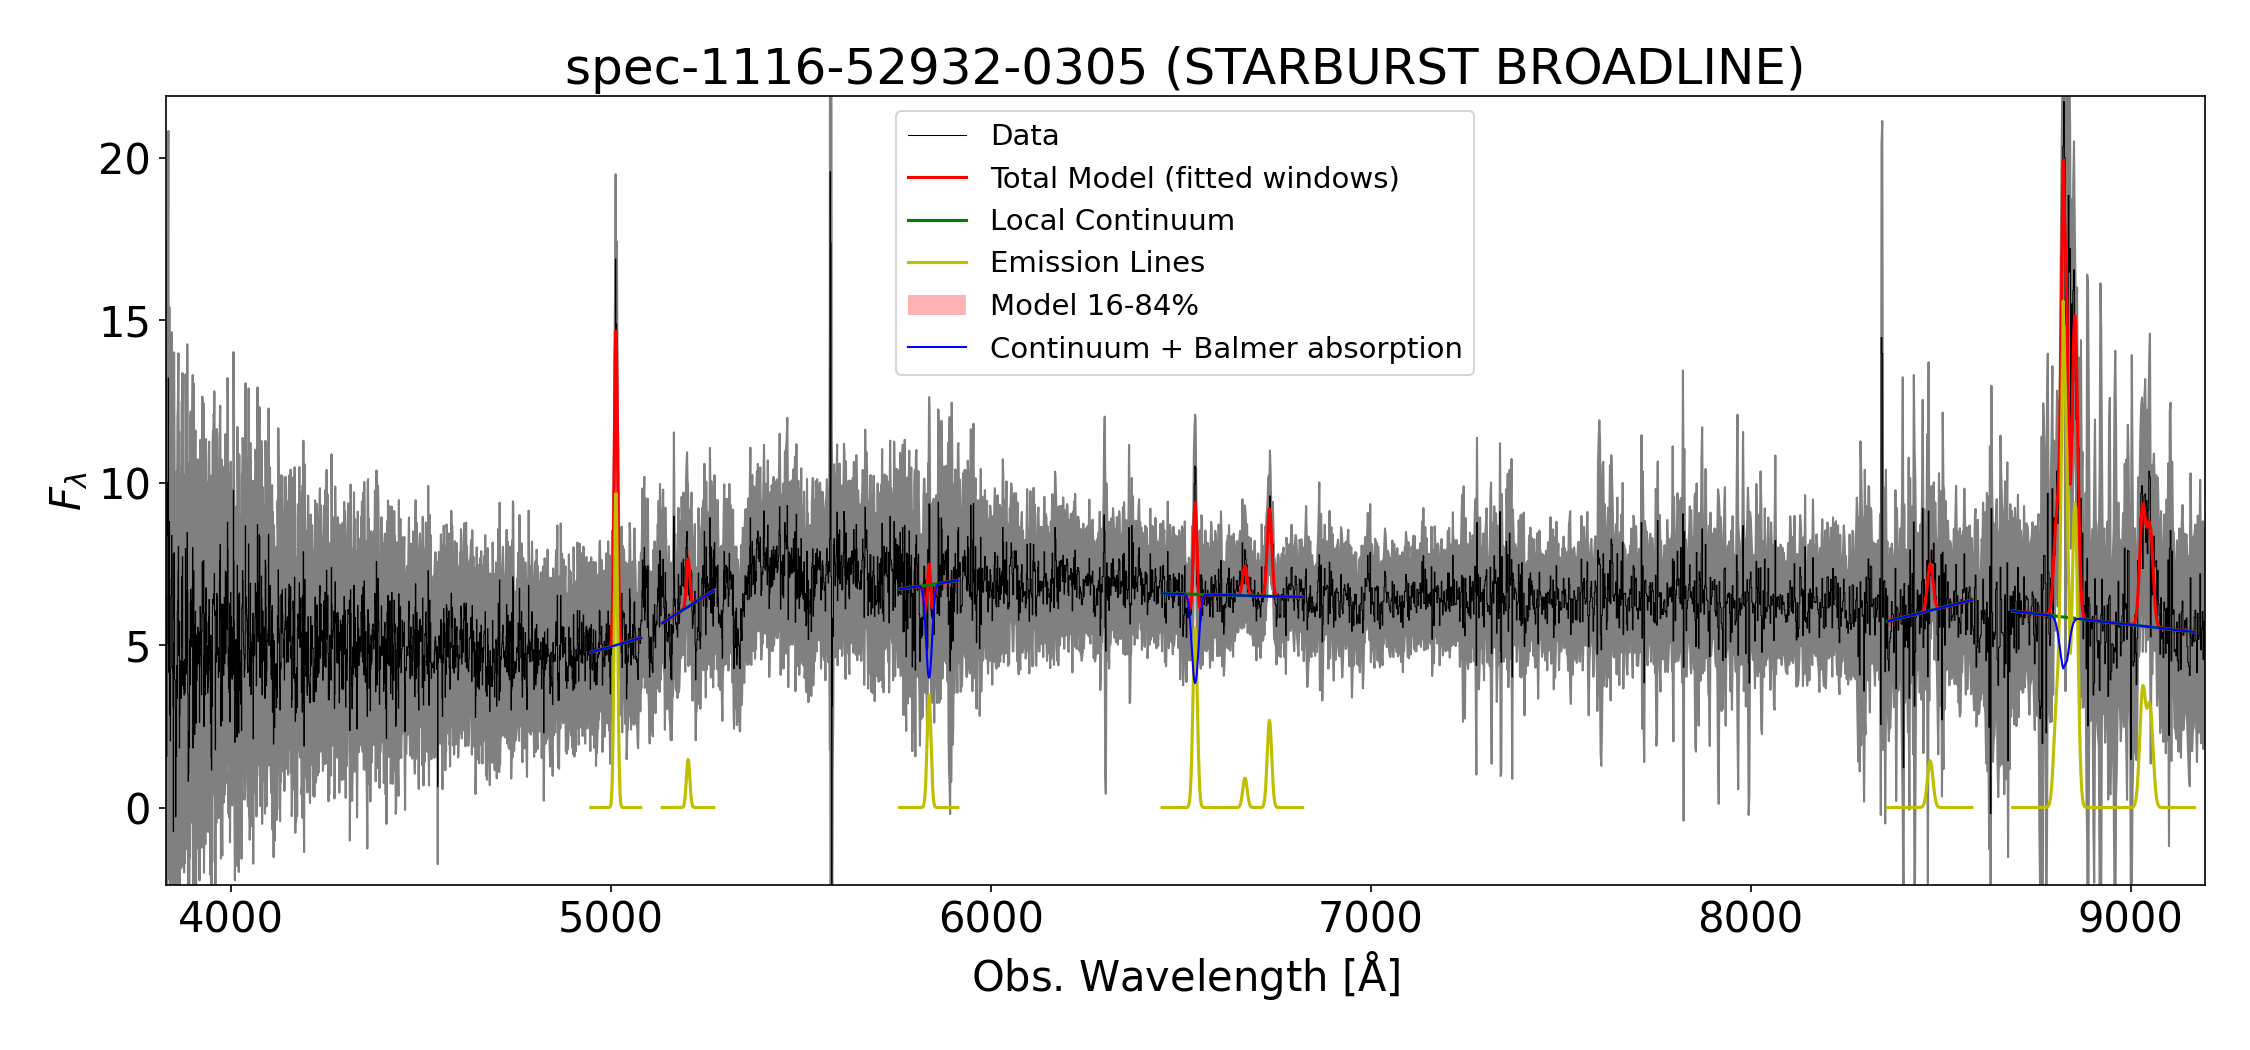 spec-1116-52932-0305 (STARBURST BROADLINE)
Data
Total Model (fitted windows)
Local Continuum
Emission Lines
Model 16-84%
Continuum + Balmer absorption
20
15
10
5
0
Fλ
4000 5000 6000 7000 8000 9000
Obs. Wavelength [Å]